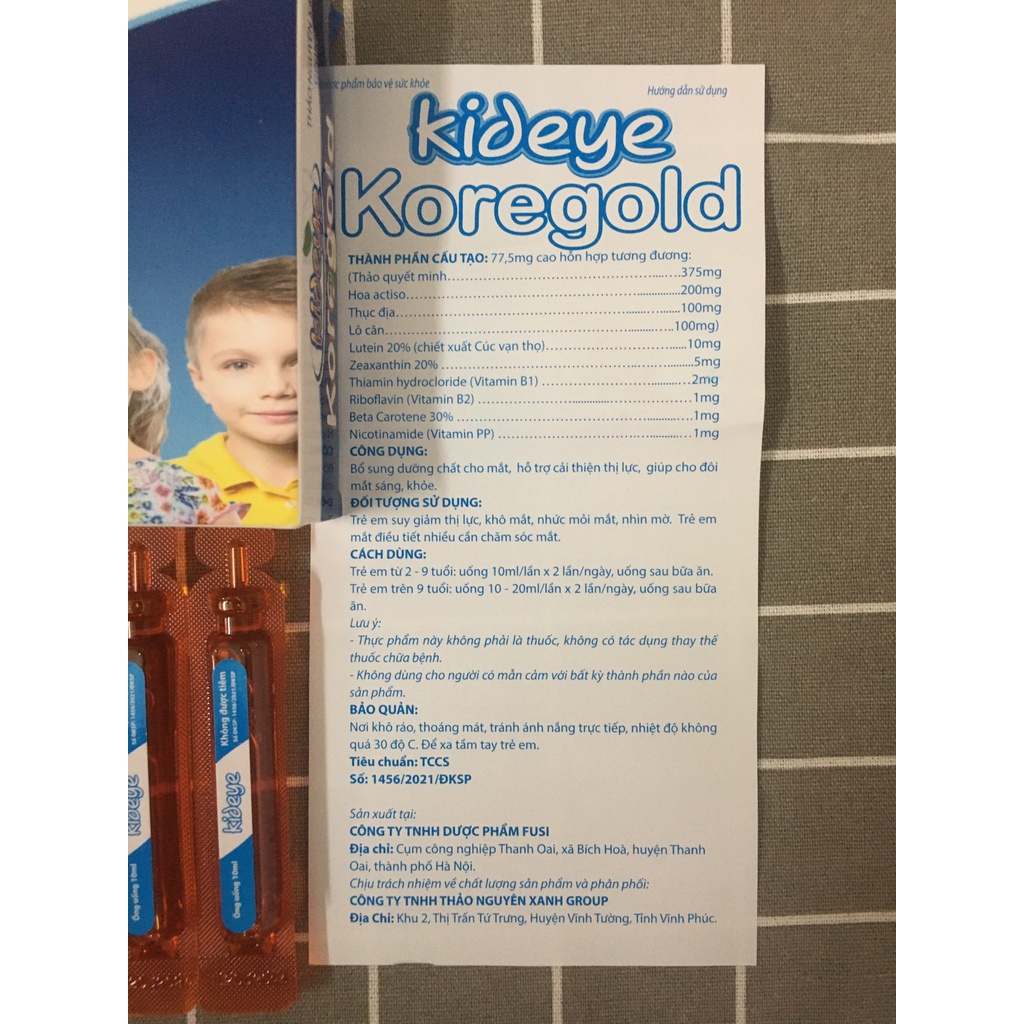 phẩm bảo vệ sức khỏe
Hướng dẫn sử dụng
kideye
Koregold
THÀNH PHẦN CẤU TẠO: 77,5mg cao hỗn hợp tương đương:
(Thảo quyết minh.....................375mg
Hoa actiso.....................200mg
Thục địa.....................100mg
Lô căn.....................100mg)
Lutein 20% (chiết xuất Cúc vạn thọ).....................10mg
Zeaxanthin 20% .....................5mg
Thiamin hydrocloride (Vitamin B1) .....................2mg
Riboflavin (Vitamin B2) .....................1mg
Beta Carotene 30% .....................1mg
Nicotinamide (Vitamin PP) .....................1mg
CÔNG DỤNG:
Bổ sung dưỡng chất cho mắt, hỗ trợ cải thiện thị lực, giúp cho đôi
mắt sáng, khỏe.
ĐỐI TƯỢNG SỬ DỤNG:
Trẻ em suy giảm thị lực, khô mắt, nhức mỏi mắt, nhìn mờ. Trẻ em
mắt điều tiết nhiều cần chăm sóc mắt.
CÁCH DÙNG:
Trẻ em từ 2 - 9 tuổi: uống 10ml/lần x 2 lần/ngày, uống sau bữa ăn.
Trẻ em trên 9 tuổi: uống 10 - 20ml/lần x 2 lần/ngày, uống sau bữa
ăn.
Lưu ý:
- Thực phẩm này không phải là thuốc, không có tác dụng thay thế
thuốc chữa bệnh.
- Không dùng cho người có mẫn cảm với bất kỳ thành phần nào của
sản phẩm.
BẢO QUẢN:
Nơi khô ráo, thoáng mát, tránh ánh nắng trực tiếp, nhiệt độ không
quá 30 độ C. Để xa tầm tay trẻ em.
Tiêu chuẩn: TCCS
Số: 1456/2021/ĐKSP
Sản xuất tại:
CÔNG TY TNHH DƯỢC PHẨM FUSI
Địa chỉ: Cụm công nghiệp Thanh Oai, xã Bích Hoà, huyện Thanh
Oai, thành phố Hà Nội.
Chịu trách nhiệm về chất lượng sản phẩm và phân phối:
CÔNG TY TNHH THẢO NGUYÊN XANH GROUP
Địa Chỉ: Khu 2, Thị Trấn Tứ Trưng, Huyện Vĩnh Tường, Tỉnh Vĩnh Phúc.
kideye
Koregold
Số ĐKSP: 1456/2021/ĐKSP
kideye
Ống uống 10ml
Không được tiêm
Số ĐKSP: 1456/2021/ĐKSP
kideye
Ống uống 10ml